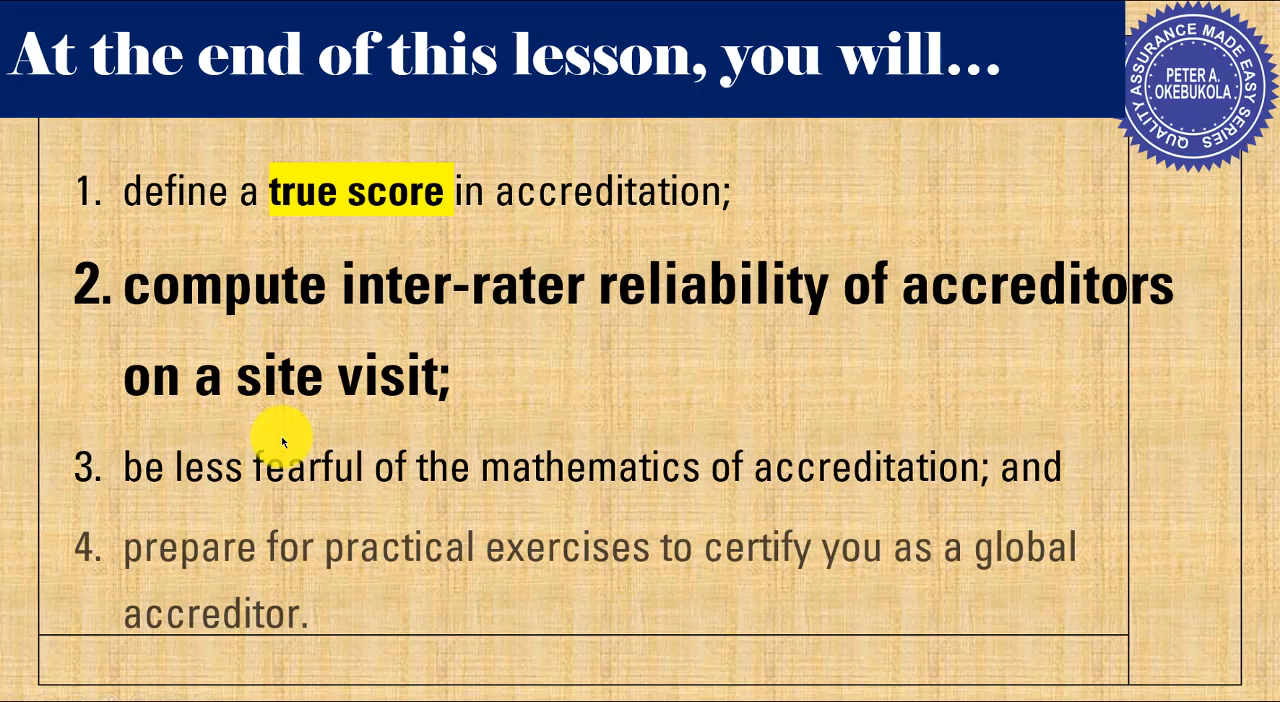 At the end of this lesson, you will...
QUALITY ASSURANCE MADE EASY SERIES
PETER A.
OKEBUKOLA
1. define a true score in accreditation;
2. compute inter-rater reliability of accreditors
on a site visit;
3. be less fearful of the mathematics of accreditation; and
4. prepare for practical exercises to certify you as a global
accreditor.